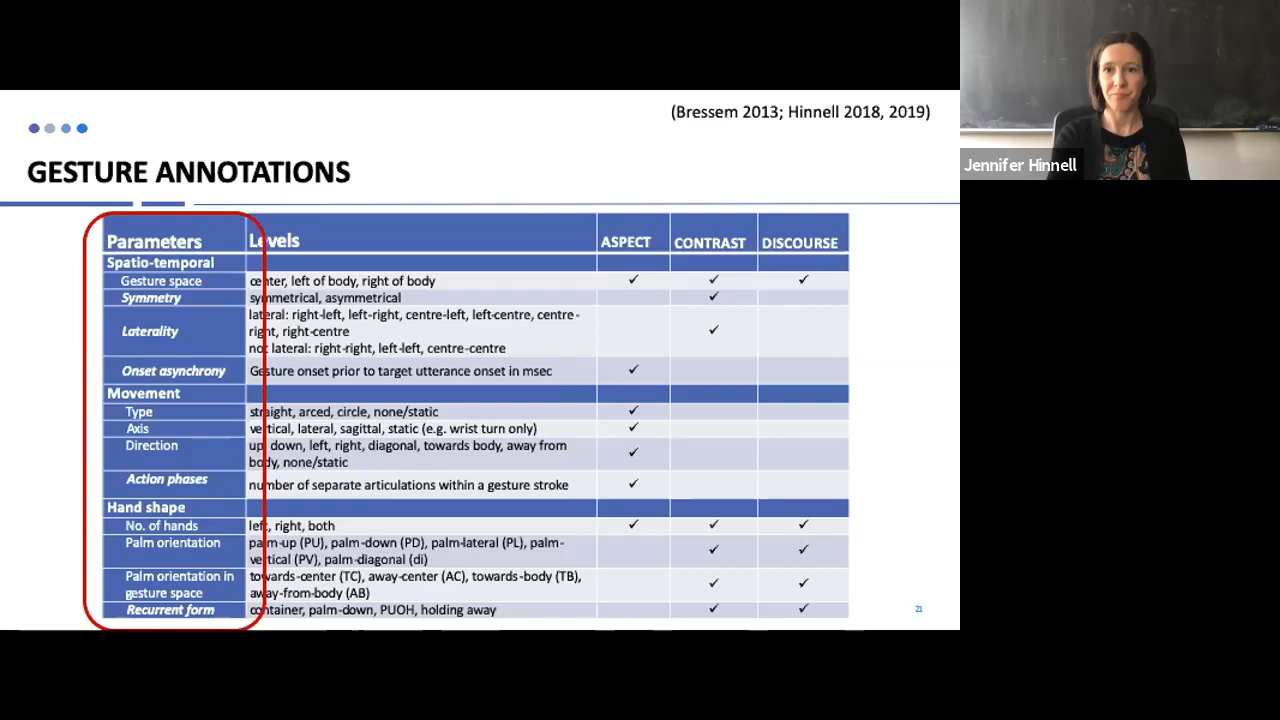 (Bressem 2013; Hinnell 2018, 2019)
GESTURE ANNOTATIONS
Jennifer Hinnell
Parameters Levels ASPECT CONTRAST DISCOURSE
Spatio-temporal
Gesture space center, left of body, right of body ✓ ✓ ✓
Symmetry symmetrical, asymmetrical ✓
Laterality lateral: right-left, left-right, centre-left, left-centre, centre-
right, right-centre ✓
not lateral: right-right, left-left, centre-centre
Onset asynchrony Gesture onset prior to target utterance onset in msec ✓
Movement
Type straight, arced, circle, none/static ✓
Axis vertical, lateral, sagittal, static (e.g. wrist turn only) ✓
Direction up, down, left, right, diagonal, towards body, away from
body, none/static ✓
Action phases number of separate articulations within a gesture stroke ✓
Hand shape
No. of hands left, right, both ✓ ✓ ✓
Palm orientation palm-up (PU), palm-down (PD), palm-lateral (PL), palm-
vertical (PV), palm-diagonal (di) ✓ ✓
Palm orientation in towards-center (TC), away-center (AC), towards-body (TB),
gesture space away-from-body (AB) ✓ ✓
Recurrent form container, palm-down, PUOH, holding away ✓ ✓
21